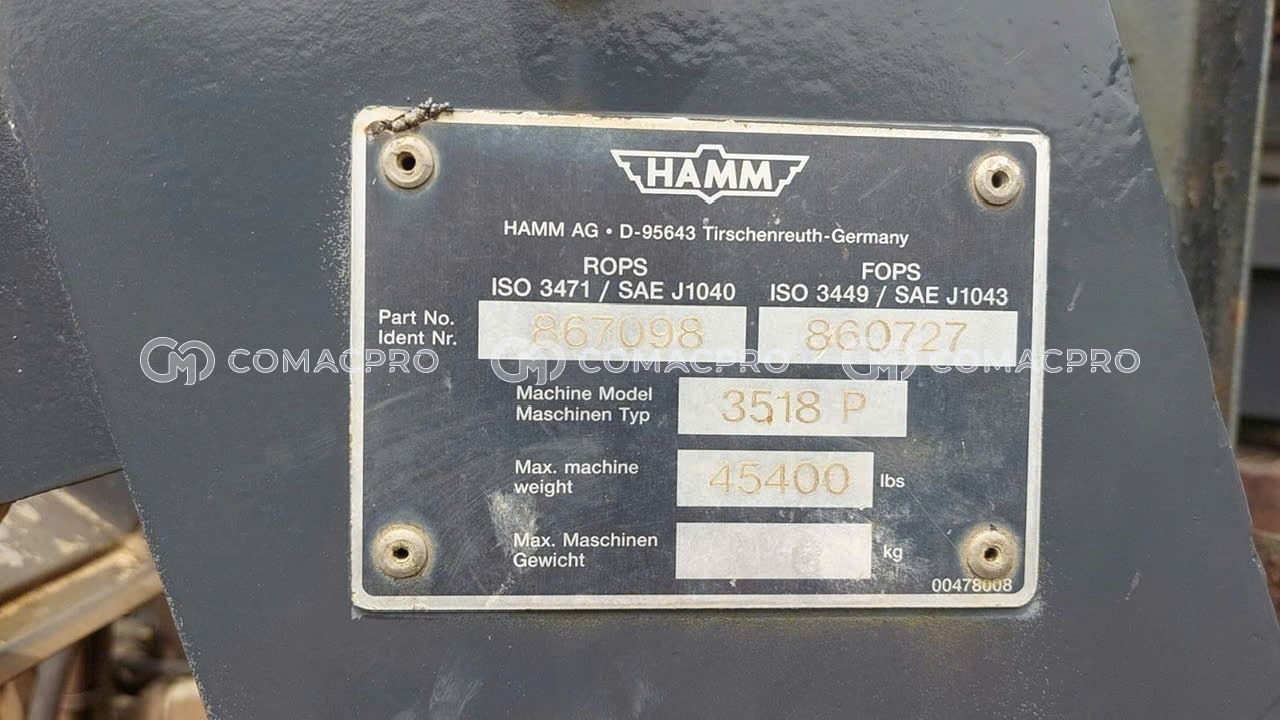 HAMM
HAMM AG • D-95643 Tirschenreuth-Germany
ROPS
ISO 3471 / SAE J1040
FOPS
ISO 3449 / SAE J1043
Part No.
Ident Nr.
867098
860727
COMACPRO COMACPRO COMACPRO
Machine Model
Maschinen Typ
3518 P
Max. machine
weight
45400 lbs
Max. Maschinen
Gewicht
kg
00478008